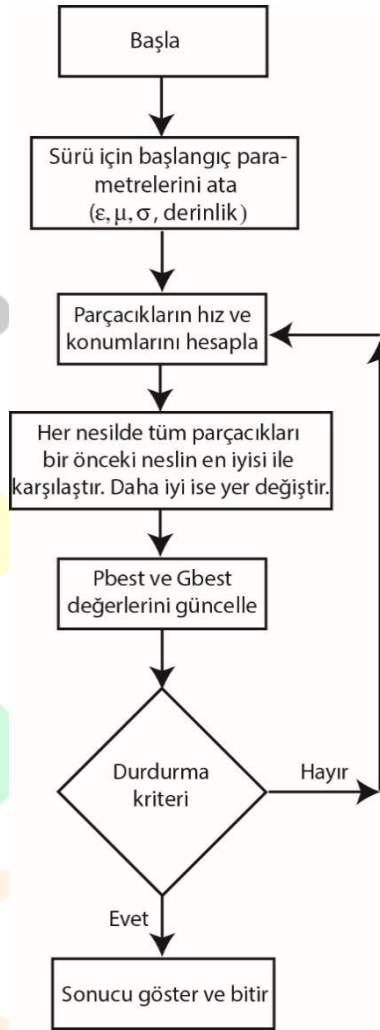 Başla
Sürü için başlangıç para-
metrelerini ata
(ε, μ, σ, derinlik)
Parçacıkların hız ve
konumlarını hesapla
Her nesilde tüm parçacıkları
bir önceki neslin en iyisi ile
karşılaştır. Daha iyi ise yer değiştir.
Pbest ve Gbest
değerlerini güncelle
Durdurma
kriteri
Hayır
Evet
Sonucu göster ve bitir